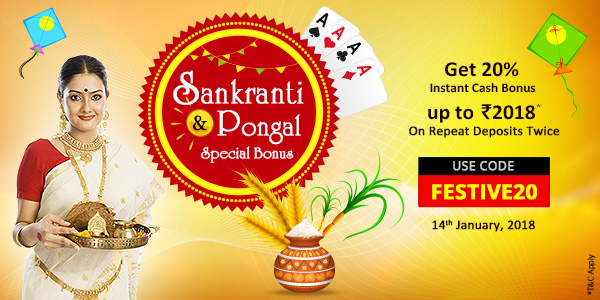 A A A A
Sankranti
& Pongal
Special Bonus
Get 20%
Instant Cash Bonus
up to ₹2018*
On Repeat Deposits Twice
USE CODE
FESTIVE20
14th January, 2018
*T&C Apply